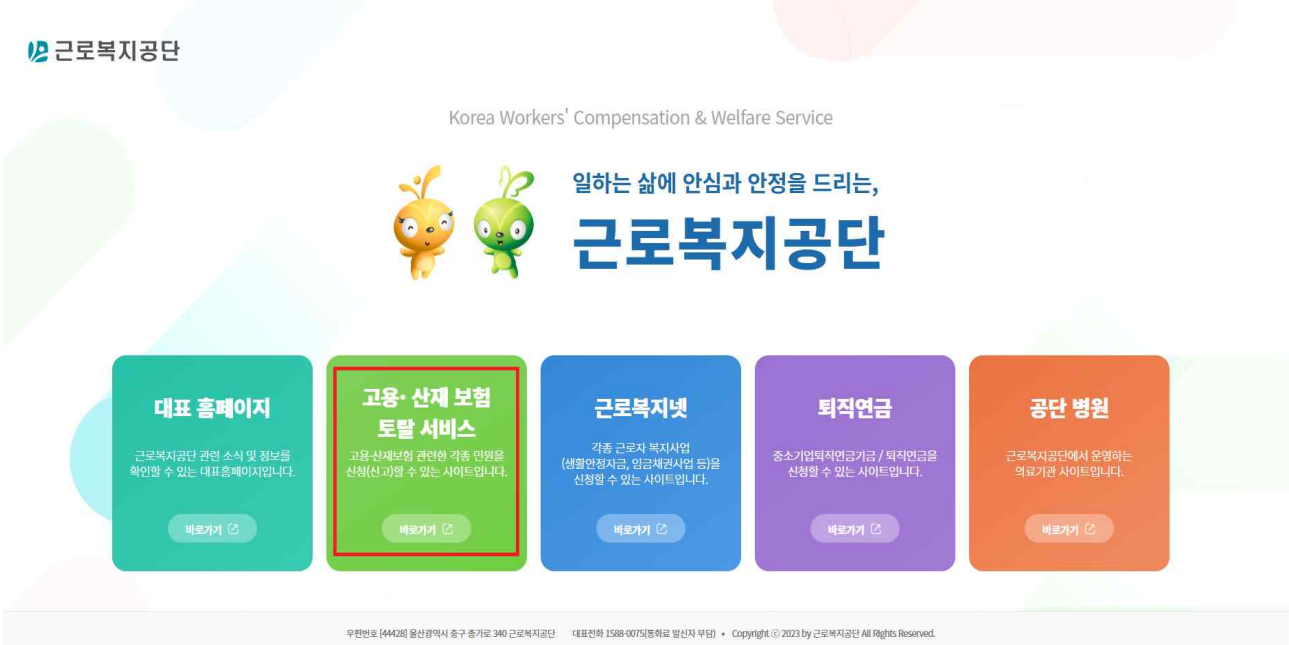 근로복지공단
Korea Workers' Compensation & Welfare Service
일하는 삶에 안심과 안정을 드리는,
근로복지공단
대표 홈페이지
근로복지공단 관련 소식 및 정보를
확인할 수 있는 대표홈페이지입니다.
바로가기
고용·산재 보험
토탈 서비스
고용·산재보험 관련한 각종 민원을
신청(신고)할 수 있는 사이트입니다.
바로가기
근로복지넷
각종 근로자 복지사업
(생활안정자금, 임금채권사업 등)을
신청할 수 있는 사이트입니다.
바로가기
퇴직연금
중소기업퇴직연금기금 / 퇴직연금을
신청할 수 있는 사이트입니다.
바로가기
공단 병원
근로복지공단에서 운영하는
의료기관 사이트입니다.
바로가기
우편번호 [44428] 울산광역시 중구 종가로 340 근로복지공단 대표전화 1588-0075(통화료 발신자 부담) • Copyright ⓒ 2023 by 근로복지공단 All Rights Reserved.